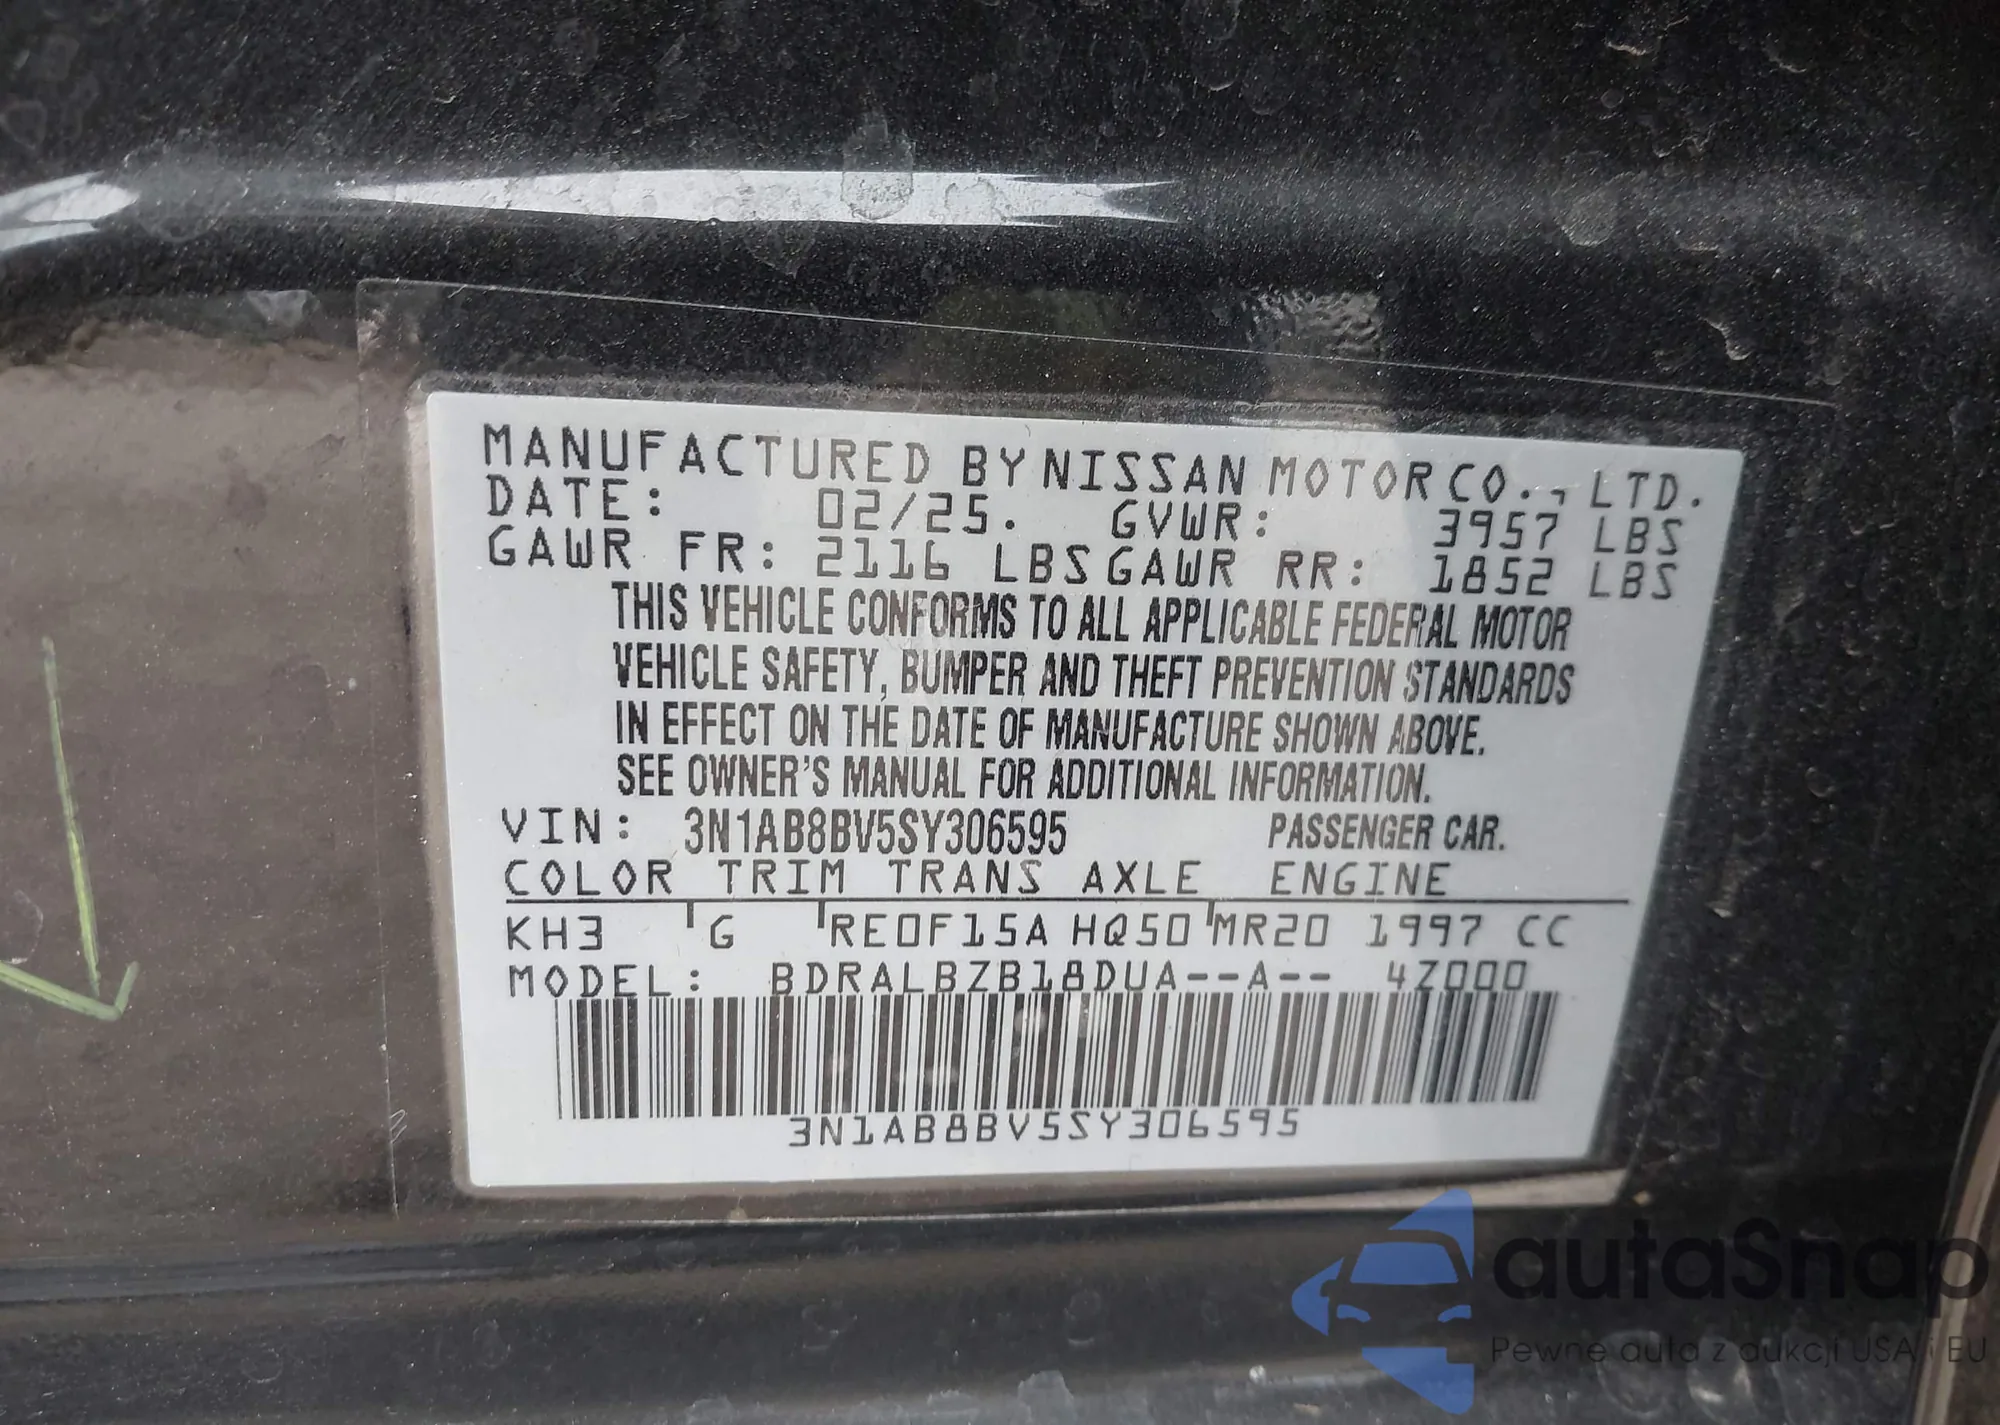 MANUFACTURED BY NISSAN MOTOR CO., LTD.
DATE: 02/25. GVWR: 3957 LBS
GAWR FR: 2116 LBS GAWR RR: 1852 LBS
THIS VEHICLE CONFORMS TO ALL APPLICABLE FEDERAL MOTOR
VEHICLE SAFETY, BUMPER AND THEFT PREVENTION STANDARDS
IN EFFECT ON THE DATE OF MANUFACTURE SHOWN ABOVE.
SEE OWNER'S MANUAL FOR ADDITIONAL INFORMATION.
VIN: 3N1AB8BV5SY306595 PASSENGER CAR.
COLOR TRIM TRANS AXLE ENGINE
KH3 G RE0F15A HQ50 MR20 1997 CC
MODEL: BDRALBZB18DUA--A-- 4Z000
3N1AB8BV5SY306595
autaSnap
Pewne auta z aukcji USA i EU